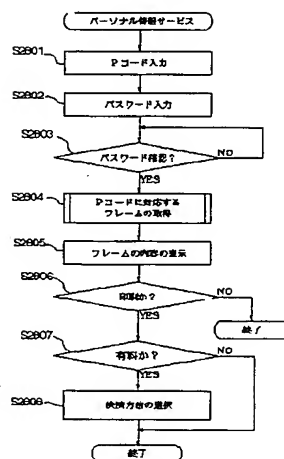 パーソナル情報サービス
S2801
Pコード入力
S2802
パスワード入力
S2803
パスワード確認?
NO
YES
S2804
Pコードに対応する
フレームの取得
S2805
フレームの内容の表示
S2806
印刷か?
NO
YES
終了
S2807
有料か?
NO
YES
S2808
決済方法の選択
終了